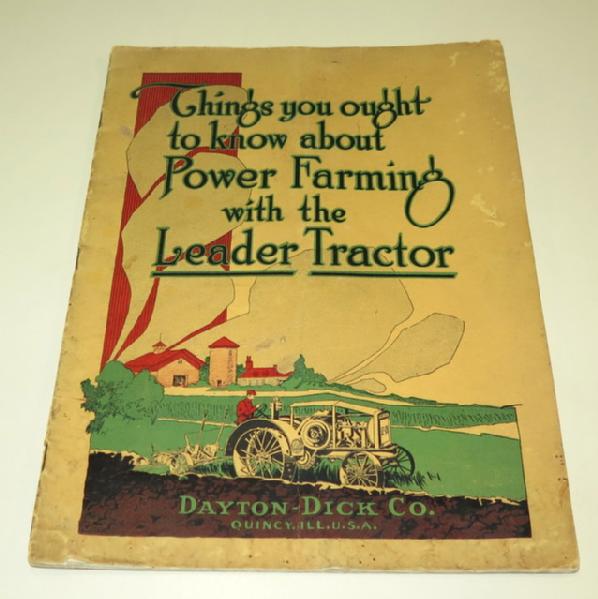 Things you ought
to know about
Power Farming
with the
Leader Tractor
DAYTON-DICK CO.
QUINCY, ILL. U.S.A.